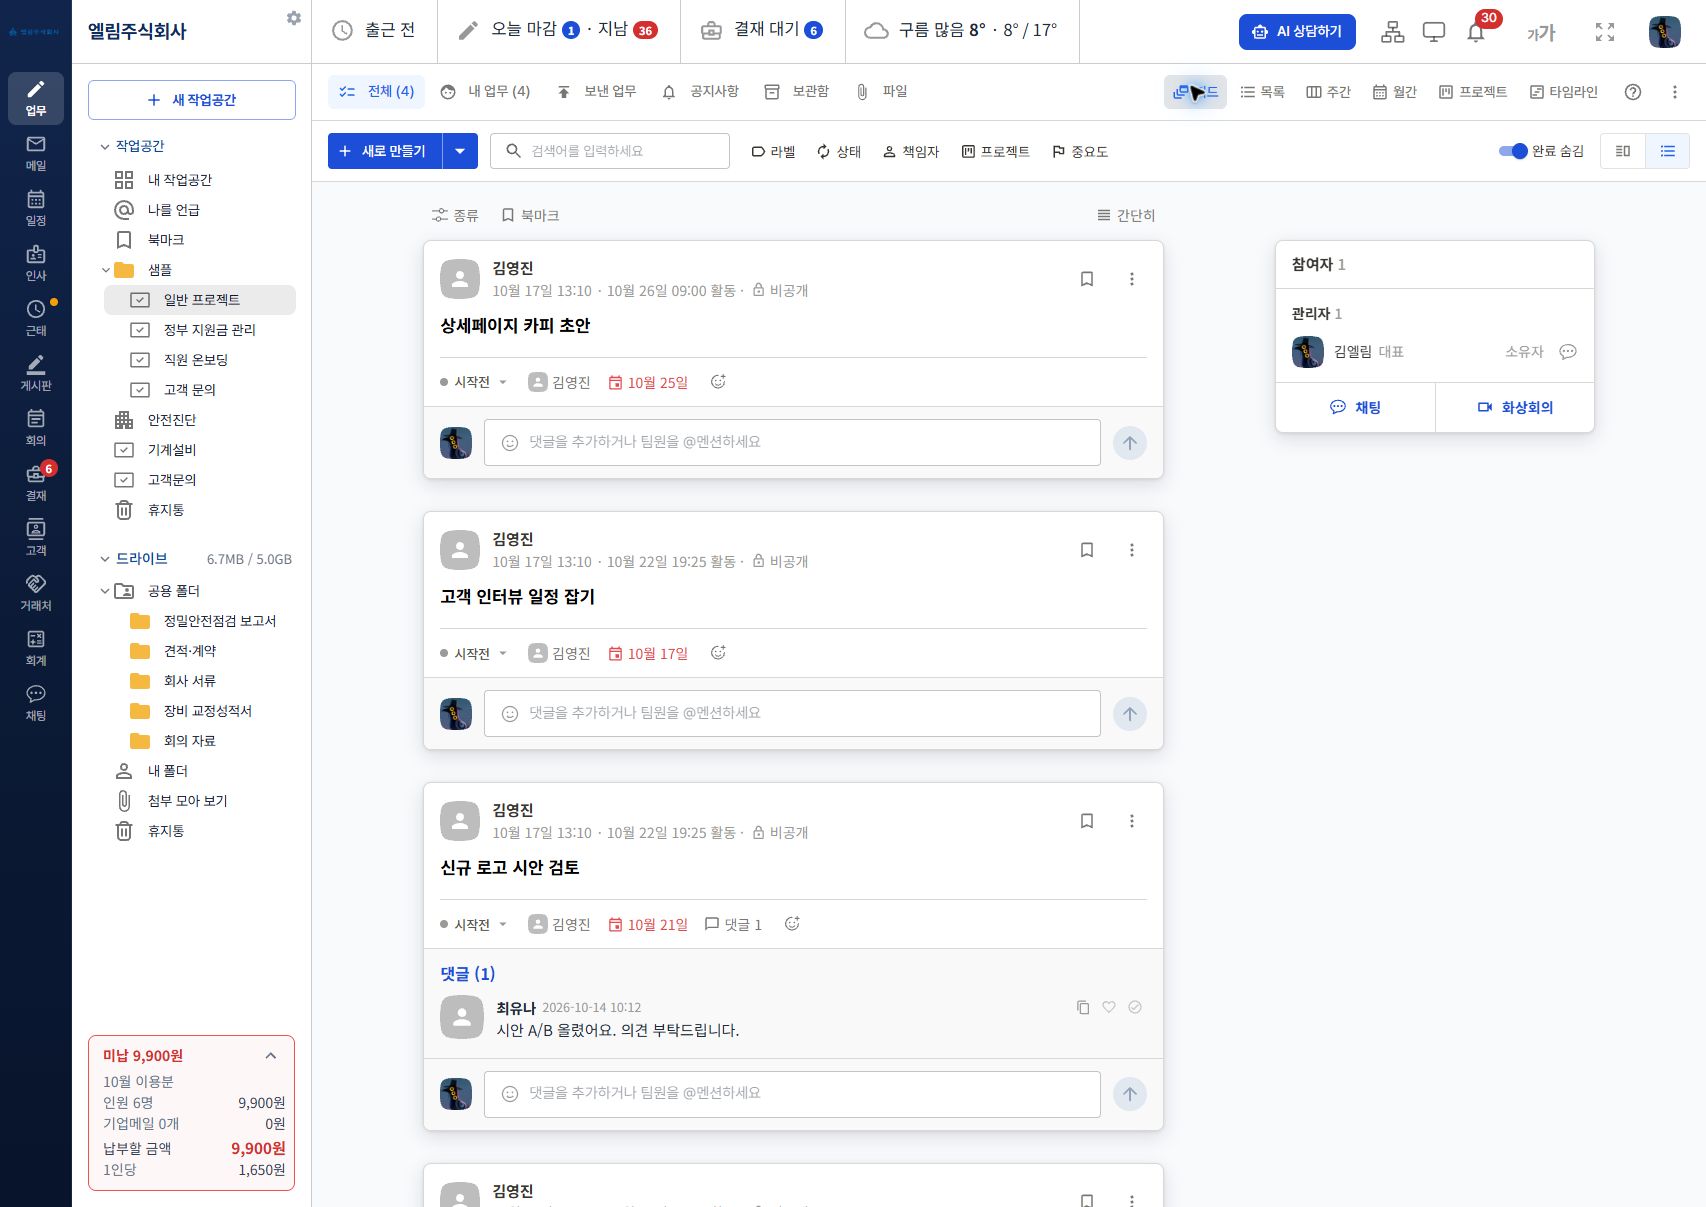 엘림주식회사
엘림주식회사
출근 전
오늘 마감 1 · 지남 36
결재 대기 6
구름 많음 8° · 8° / 17°
AI 상담하기
30
가가
업무
메일
일정
인사
근태
게시판
회의
6
결재
고객
거래처
회계
채팅
새 작업공간
작업공간
내 작업공간
나를 언급
북마크
샘플
일반 프로젝트
정부 지원금 관리
직원 온보딩
고객 문의
안전진단
기계설비
고객문의
휴지통
드라이브 6.7MB / 5.0GB
공용 폴더
정밀안전점검 보고서
견적·계약
회사 서류
장비 교정성적서
회의 자료
내 폴더
첨부 모아 보기
휴지통
미납 9,900원
10월 이용분
인원 6명 9,900원
기업메일 0개 0원
납부할 금액 9,900원
1인당 1,650원
전체 (4)
내 업무 (4)
보낸 업무
공지사항
보관함
파일
드
목록
주간
월간
프로젝트
타임라인
새로 만들기
검색어를 입력하세요
라벨
상태
책임자
프로젝트
중요도
완료 숨김
종류
북마크
간단히
김영진
10월 17일 13:10 · 10월 26일 09:00 활동 · 비공개
상세페이지 카피 초안
시작전 김영진 10월 25일
댓글을 추가하거나 팀원을 @멘션하세요
김영진
10월 17일 13:10 · 10월 22일 19:25 활동 · 비공개
고객 인터뷰 일정 잡기
시작전 김영진 10월 17일
댓글을 추가하거나 팀원을 @멘션하세요
김영진
10월 17일 13:10 · 10월 22일 19:25 활동 · 비공개
신규 로고 시안 검토
시작전 김영진 10월 21일 댓글 1
댓글 (1)
최유나 2026-10-14 10:12
시안 A/B 올렸어요. 의견 부탁드립니다.
댓글을 추가하거나 팀원을 @멘션하세요
김영진
참여자 1
관리자 1
김엘림 대표 소유자
채팅
화상회의